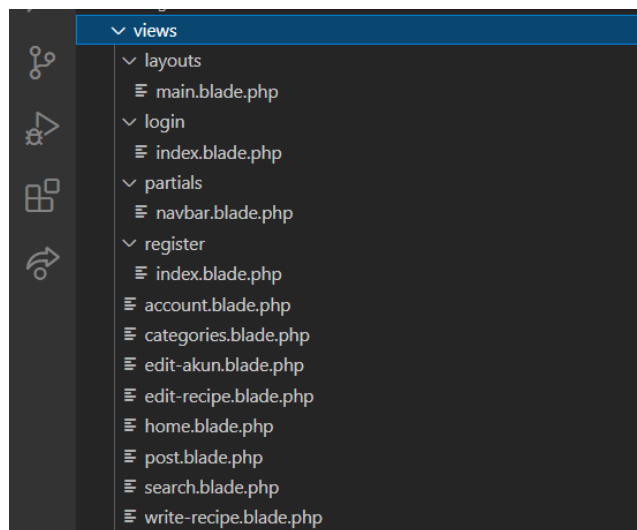 views
layouts
main.blade.php
login
index.blade.php
partials
navbar.blade.php
register
index.blade.php
account.blade.php
categories.blade.php
edit-akun.blade.php
edit-recipe.blade.php
home.blade.php
post.blade.php
search.blade.php
write-recipe.blade.php